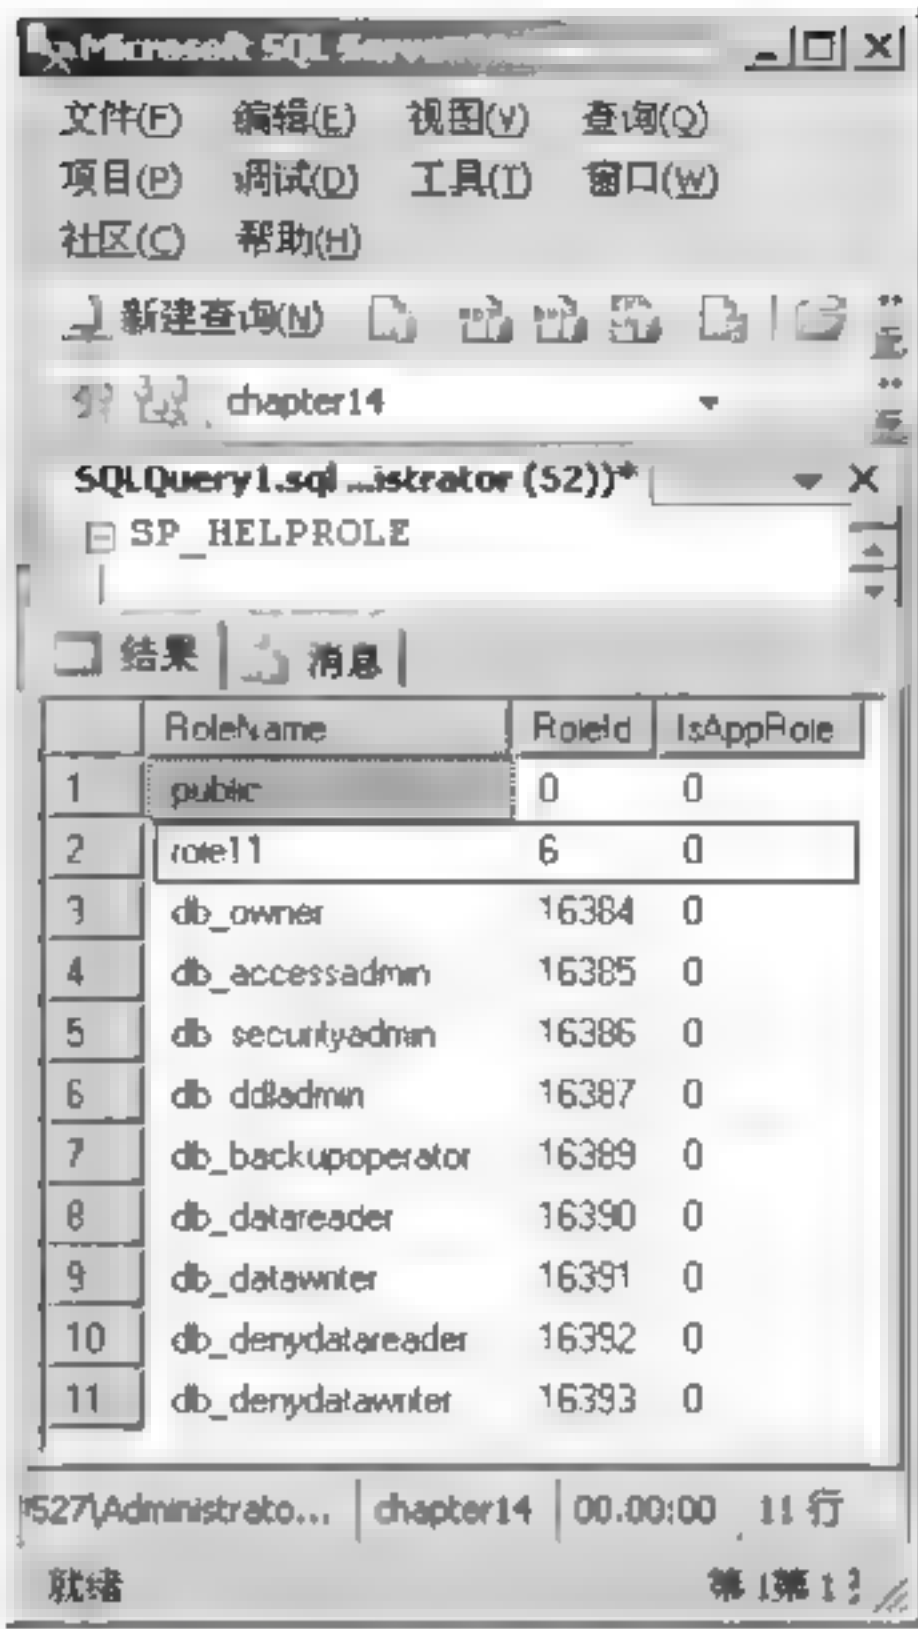 Microsoft SQL Server
文件(F) 编辑(E) 视图(V) 查询(Q)
项目(P) 调试(D) 工具(T) 窗口(W)
社区(C) 帮助(H)
新建查询(N)
chapter14
SQLQuery1.sql ...istrator (52))*
SP_HELPROLE
结果 消息
RoleName RoleId IsAppRole
1 public 0 0
2 role11 6 0
3 db_owner 16384 0
4 db_accessadmin 16385 0
5 db_securityadmin 16386 0
6 db_ddladmin 16387 0
7 db_backupoperator 16389 0
8 db_datareader 16390 0
9 db_datawriter 16391 0
10 db_denydatareader 16392 0
11 db_denydatawriter 16393 0
527\Administrato... chapter14 00:00:00 11 行
就绪 第 1第 1